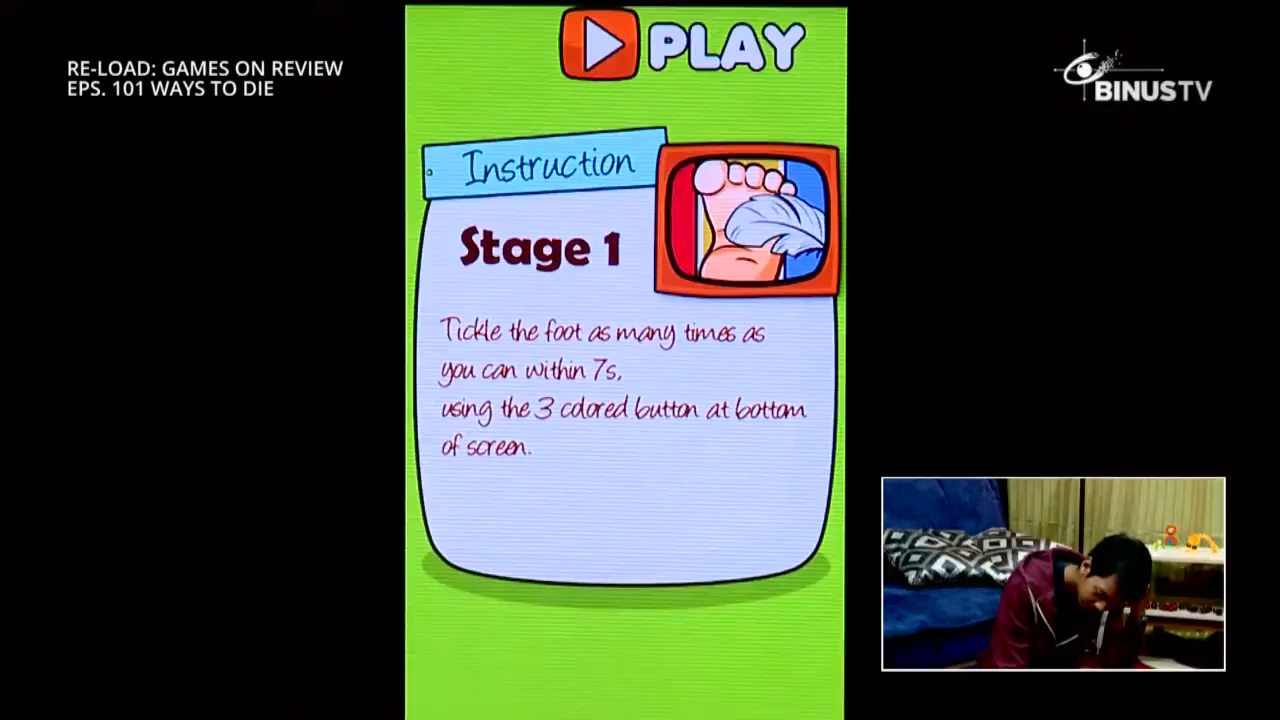 RE-LOAD: GAMES ON REVIEW
EPS. 101 WAYS TO DIE
BINUSTV
PLAY
Instruction
Stage 1
Tickle the foot as many times as
you can within 7s,
using the 3 colored button at bottom
of screen.